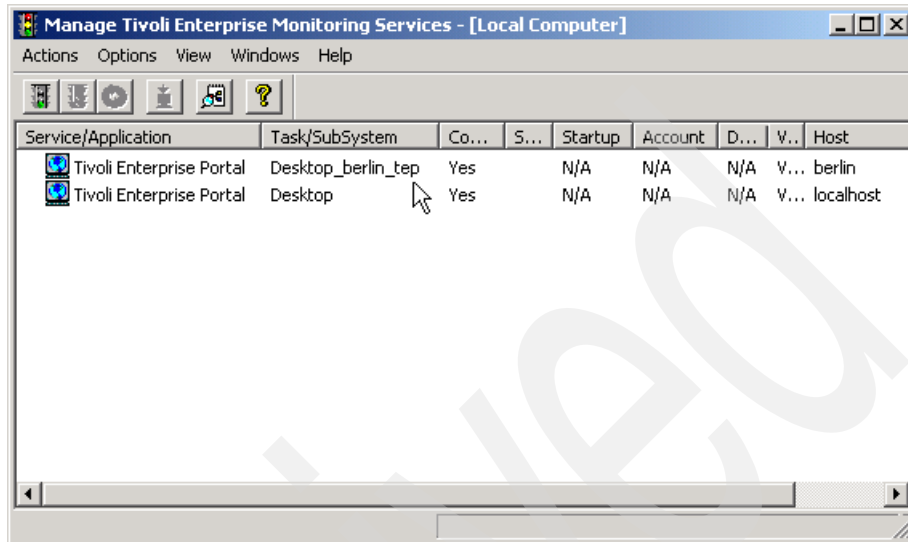 Manage Tivoli Enterprise Monitoring Services - [Local Computer]
Actions Options View Windows Help
Service/Application Task/SubSystem Co... S... Startup Account D... V... Host
Tivoli Enterprise Portal Desktop_berlin_tep Yes N/A N/A N/A V... berlin
Tivoli Enterprise Portal Desktop Yes N/A N/A N/A V... localhost